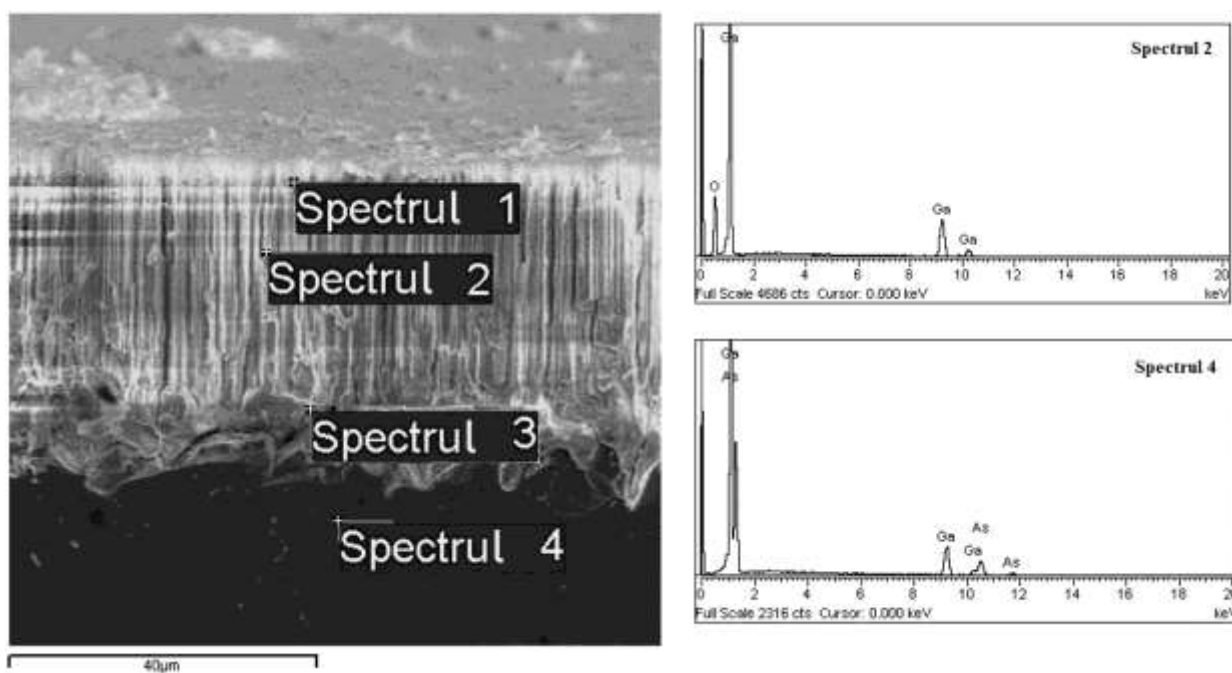 Spectrul 1
Spectrul 2
Spectrul 3
Spectrul 4
40µm
Spectrul 2
Ga
O
Ga
Ga
0 2 4 6 8 10 12 14 16 18 20
Full Scale 4686 cts Cursor: 0.000 keV
keV
Spectrul 4
Ga
As
As
Ga
Ga
As
0 2 4 6 8 10 12 14 16 18 20
Full Scale 2316 cts Cursor: 0.000 keV
keV